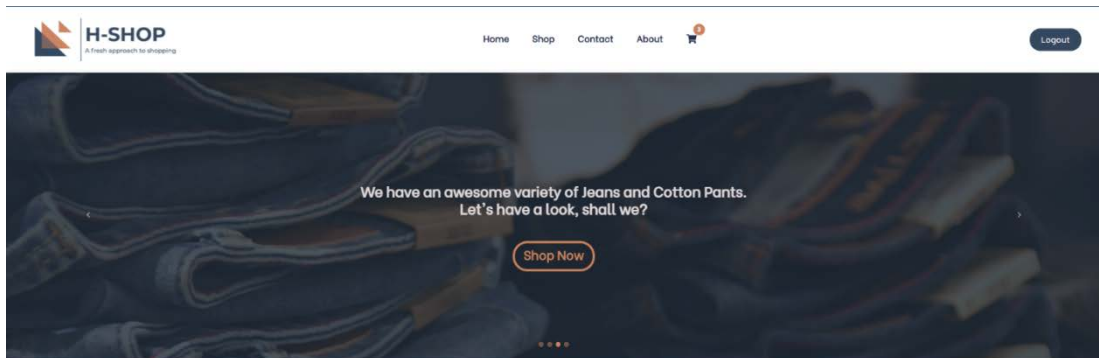 H-SHOP
A fresh approach to shopping
Home Shop Contact About
Logout
We have an awesome variety of Jeans and Cotton Pants.
Let's have a look, shall we?
Shop Now